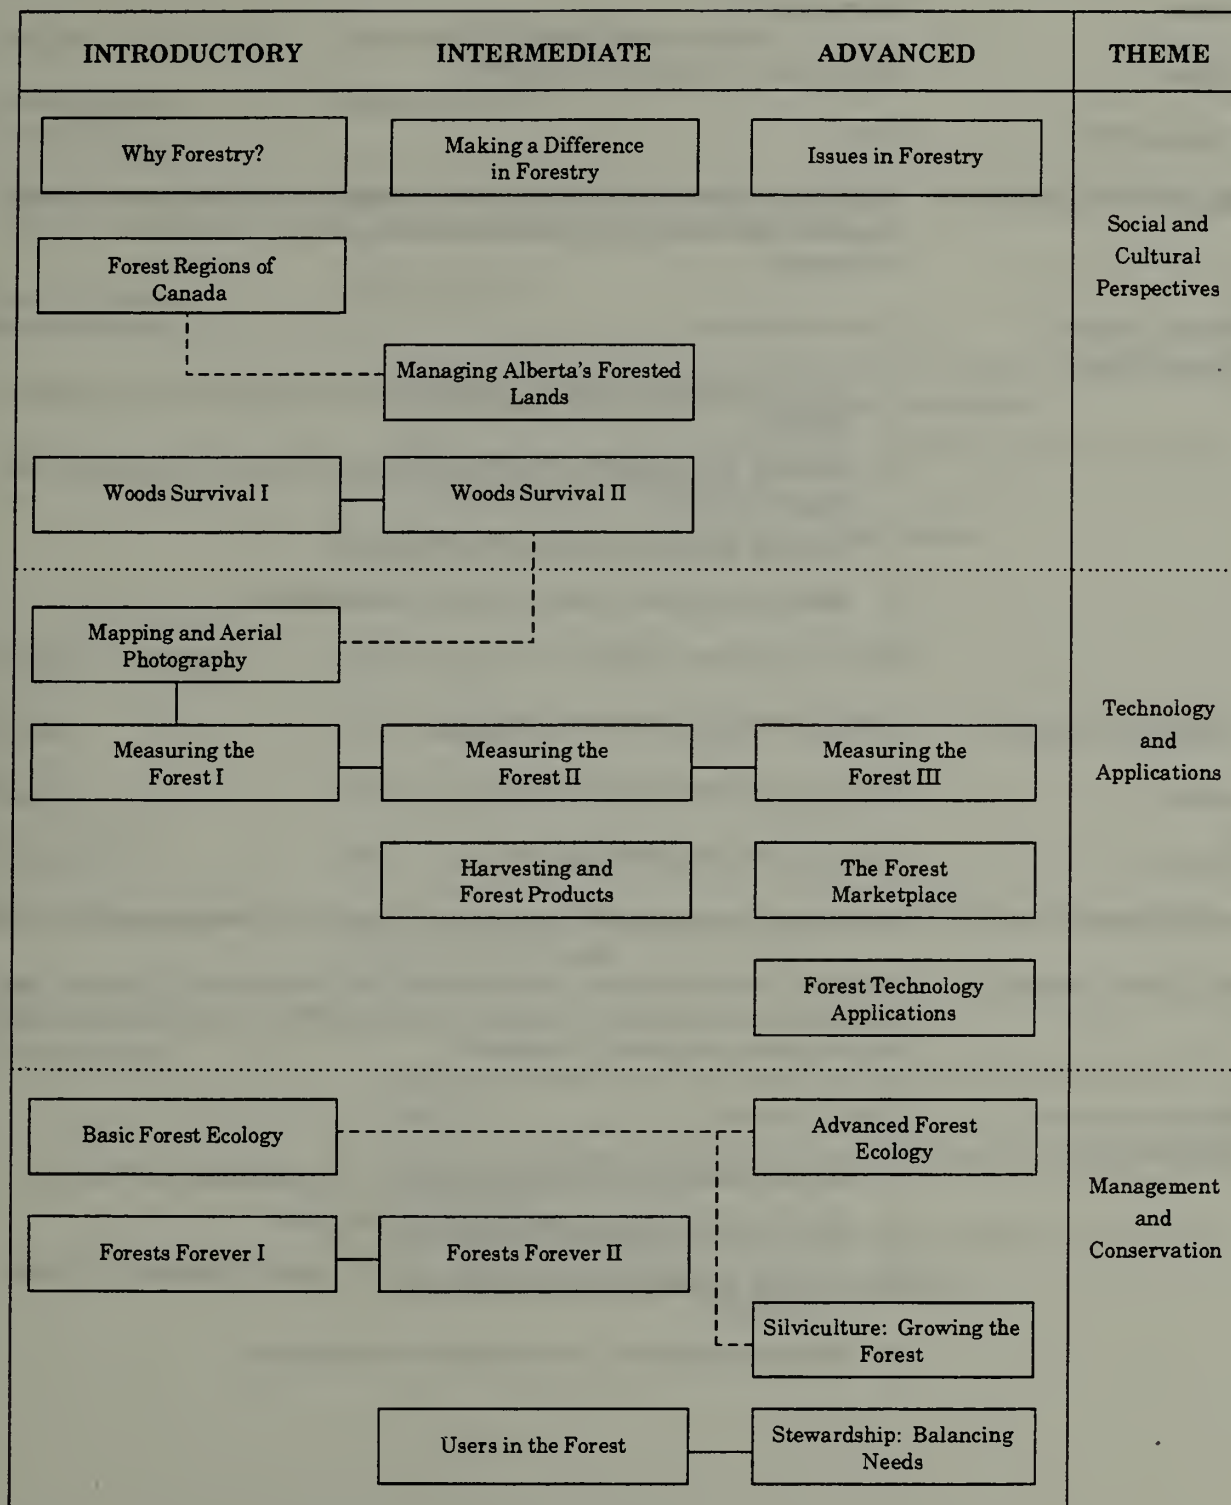 INTRODUCTORY INTERMEDIATE ADVANCED THEME
Why Forestry?
Making a Difference
in Forestry
Issues in Forestry
Forest Regions of
Canada
Social and
Cultural
Perspectives
Managing Alberta's Forested
Lands
Woods Survival I
Woods Survival II
Mapping and Aerial
Photography
Measuring the
Forest I
Measuring the
Forest II
Measuring the
Forest III
Technology
and
Applications
Harvesting and
Forest Products
The Forest
Marketplace
Forest Technology
Applications
Basic Forest Ecology
Advanced Forest
Ecology
Management
and
Conservation
Forests Forever I
Forests Forever II
Silviculture: Growing the
Forest
Users in the Forest
Stewardship: Balancing
Needs